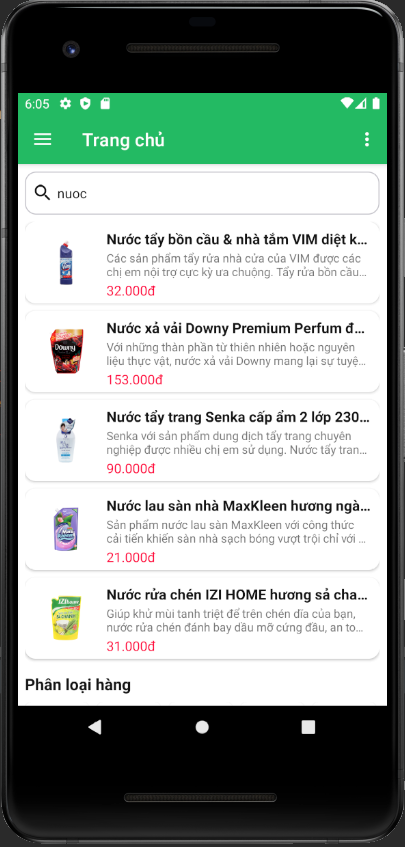 6:05
Trang chủ
nuoc
Nước tẩy bồn cầu & nhà tắm VIM diệt k...
Các sản phẩm tẩy rửa nhà cửa của VIM được các
chị em nội trợ cực kỳ ưa chuộng. Tẩy rửa bồn cầu...
32.000đ
Downy
Nước xả vải Downy Premium Perfum đ...
Với những thân phần từ thiên nhiên hoặc nguyên
liệu thực vật, nước xả vải Downy mang lại sự tuyệ...
153.000đ
Nước tẩy trang Senka cấp ẩm 2 lớp 230...
Senka với sản phẩm dung dịch tẩy trang chuyên
nghiệp được nhiều chị em sử dụng. Nước tẩy tran...
90.000đ
Nước lau sàn nhà MaxKleen hương ngà...
Sản phẩm nước lau sàn MaxKleen với công thức
cải tiến khiến sàn nhà sạch bóng vượt trội chỉ với ...
21.000đ
Nước rửa chén IZI HOME hương sả cha...
Giúp khử mùi tanh triệt để trên chén dĩa của bạn,
nước rửa chén đánh bay dầu mỡ cứng đầu, an to...
31.000đ
Phân loại hàng